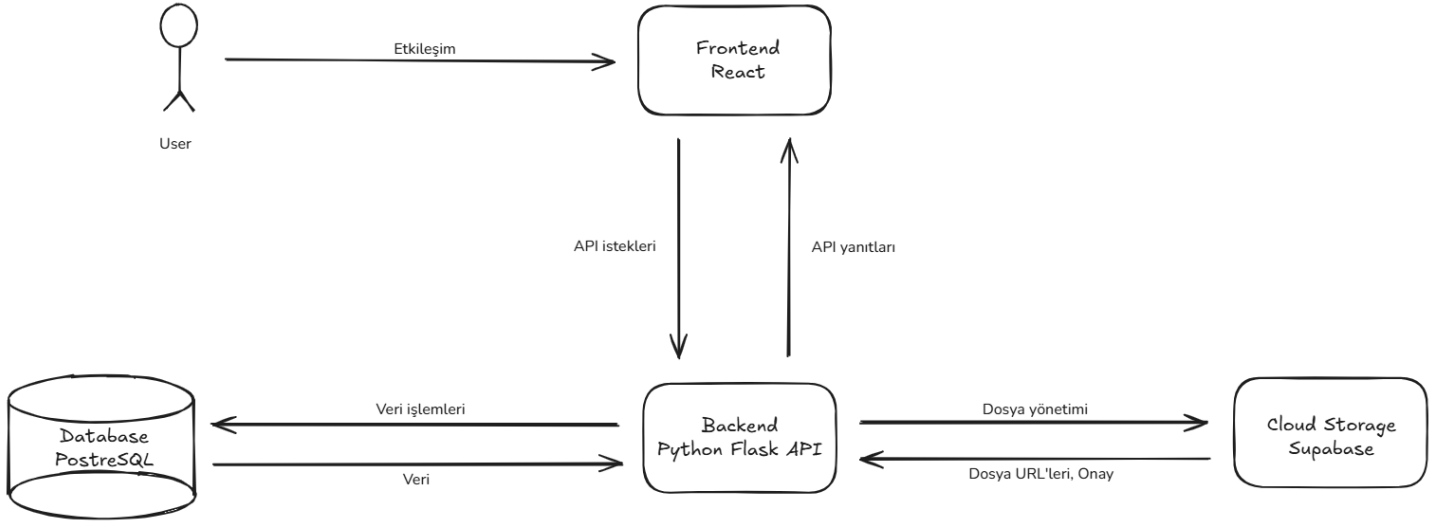 Etkileşim
Frontend
React
User
API istekleri
API yanıtları
Veri işlemleri
Dosya yönetimi
Database
PostreSQL
Backend
Python Flask API
Cloud Storage
Supabase
Veri
Dosya URL'leri, Onay